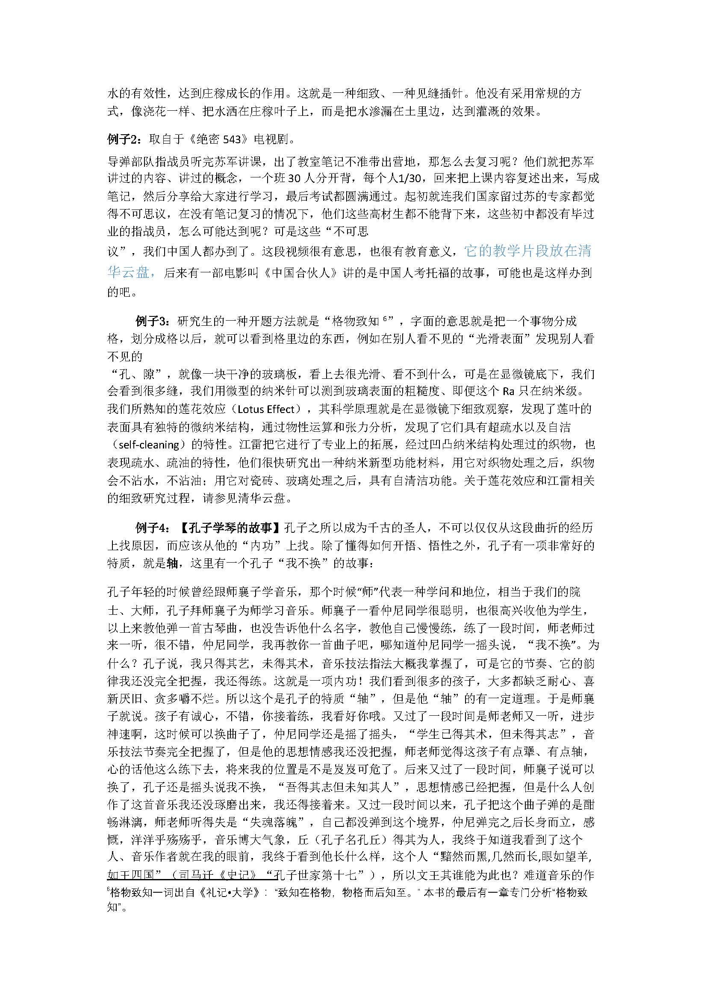 水的有效性，达到庄稼成长的作用。这就是一种细致、一种见缝插针。他没有采用常规的方
式，像浇花一样、把水洒在庄稼叶子上，而是把水渗漏在土里边，达到灌溉的效果。
例子2：取自于《绝密 543》电视剧。
导弹部队指战员听完苏军讲课，出了教室笔记不准带出营地，那怎么去复习呢？他们就把苏军
讲过的内容、讲过的概念，一个班 30 人分开背，每个人1/30，回来把上课内容复述出来，写成
笔记，然后分享给大家进行学习，最后考试都圆满通过。起初就连我们国家留过苏的专家都觉
得不可思议，在没有笔记复习的情况下，他们这些高材生都不能背下来，这些初中都没有毕过
业的指战员，怎么可能达到呢？可是这些“不可思
议”，我们中国人都办到了。这段视频很有意思，也很有教育意义，它的教学片段放在清
华云盘，后来有一部电影叫《中国合伙人》讲的是中国人考托福的故事，可能也是这样办到
的吧。
例子3：研究生的一种开题方法就是“格物致知 6”，字面的意思就是把一个事物分成
格，划分成格以后，就可以看到格里边的东西，例如在别人看不见的“光滑表面”发现别人看
不见的
“孔、隙”，就像一块干净的玻璃板，看上去很光滑、看不到什么，可是在显微镜底下，我们
会看到很多缝，我们用微型的纳米针可以测到玻璃表面的粗糙度、即便这个 Ra 只在纳米级。
我们所熟知的莲花效应（Lotus Effect），其科学原理就是在显微镜下细致观察，发现了莲叶的
表面具有独特的微纳米结构，通过物性运算和张力分析，发现了它们具有超疏水以及自洁
（self-cleaning）的特性。江雷把它进行了专业上的拓展，经过凹凸纳米结构处理过的织物，也
表现疏水、疏油的特性，他们很快研究出一种纳米新型功能材料，用它对织物处理之后，织物
会不沾水，不沾油；用它对瓷砖、玻璃处理之后，具有自清洁功能。关于莲花效应和江雷相关
的细致研究过程，请参见清华云盘。
例子4：【孔子学琴的故事】孔子之所以成为千古的圣人，不可以仅仅从这段曲折的经历
上找原因，而应该从他的“内功”上找。除了懂得如何开悟、悟性之外，孔子有一项非常好的
特质，就是轴，这里有一个孔子“我不换”的故事：
孔子年轻的时候曾经跟师襄子学音乐，那个时候“师”代表一种学问和地位，相当于我们的院
士、大师，孔子拜师襄子为师学习音乐。师襄子一看仲尼同学很聪明，也很高兴收他为学生，
以上来教他弹一首古琴曲，也没告诉他什么名字，教他自己慢慢练，练了一段时间，师老师过
来一听，很不错，仲尼同学，我再教你一首曲子吧，哪知道仲尼同学一摇头说，“我不换”。为
什么？孔子说，我只得其艺，未得其术，音乐技法指法大概我掌握了，可是它的节奏、它的韵
律我还没完全把握，我还得练。这就是一项内功！我们看到很多的孩子，大多都缺乏耐心、喜
新厌旧、贪多嚼不烂。所以这个是孔子的特质“轴”，但是他“轴”的有一定道理。于是师襄
子就说。孩子有诚心，不错，你接着练，我看好你哦。又过了一段时间是师老师又一听，进步
神速啊，这时候可以换曲子了，仲尼同学还是摇了摇头，“学生已得其术，但未得其志”，音
乐技法节奏完全把握了，但是他的思想情感我还没把握，师老师觉得这孩子有点犟、有点轴，
心的话他这么练下去，将来我的位置是不是岌岌可危了。后来又过了一段时间，师襄子说可以
换了，孔子还是摇头说我不换，“吾得其志但未知其人”，思想情感已经把握，但是什么人创
作了这首音乐我还没琢磨出来，我还得接着来。又过一段时间以来，孔子把这个曲子弹的是酣
畅淋漓，师老师听得失是“失魂落魄”，自己都没弹到这个境界，仲尼弹完之后长身而立，感
慨，洋洋乎殇殇乎，音乐博大气象，丘（孔子名孔丘）得其为人，我终于知道我看到了这个
人、音乐作者就在我的眼前，我终于看到他长什么样，这个人“黯然而黑,几然而长,眼如望羊,
如王四国”（司马迁《史记》“孔子世家第十七”），所以文王其谁能为此也？难道音乐的作
6格物致知一词出自《礼记•大学》：“致知在格物，物格而后知至。” 本书的最后有一章专门分析“格物致
知”。